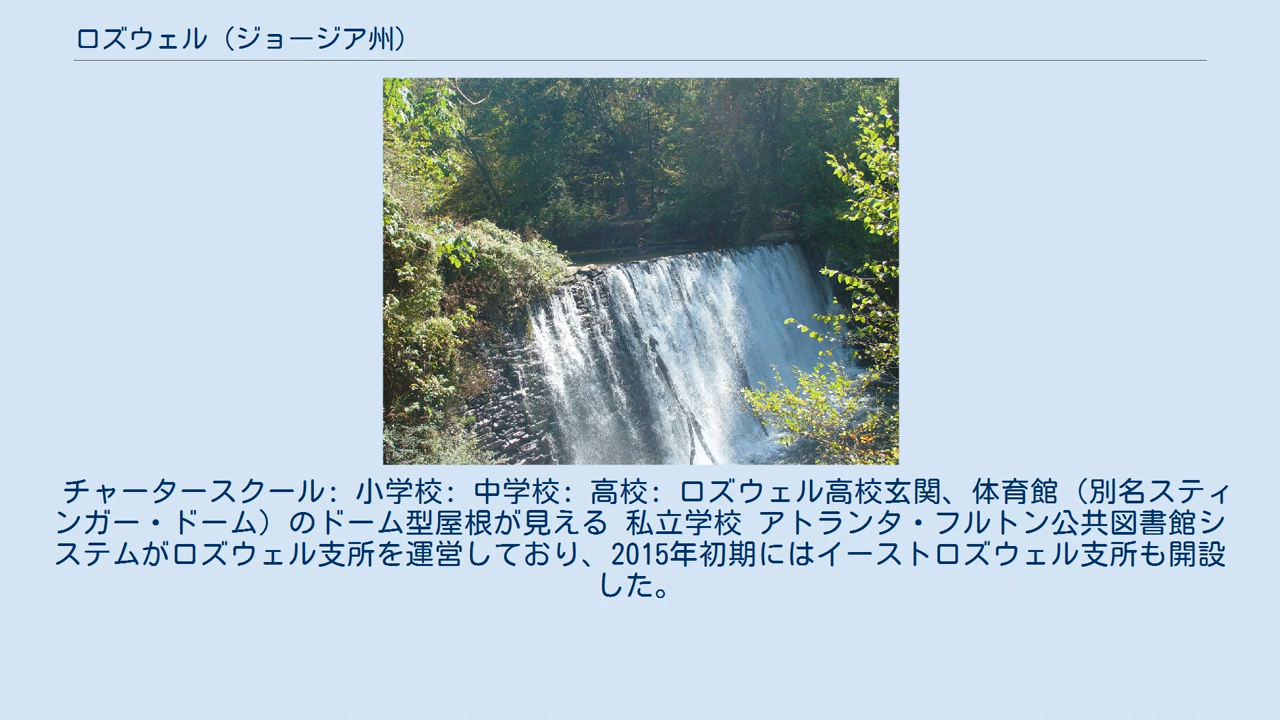 ロズウェル（ジョージア州）
チャータースクール: 小学校: 中学校: 高校: ロズウェル高校玄関、体育館（別名スティ
ンガー・ドーム）のドーム型屋根が見える 私立学校 アトランタ・フルトン公共図書館シ
ステムがロズウェル支所を運営しており、2015年初期にはイーストロズウェル支所も開設
した。